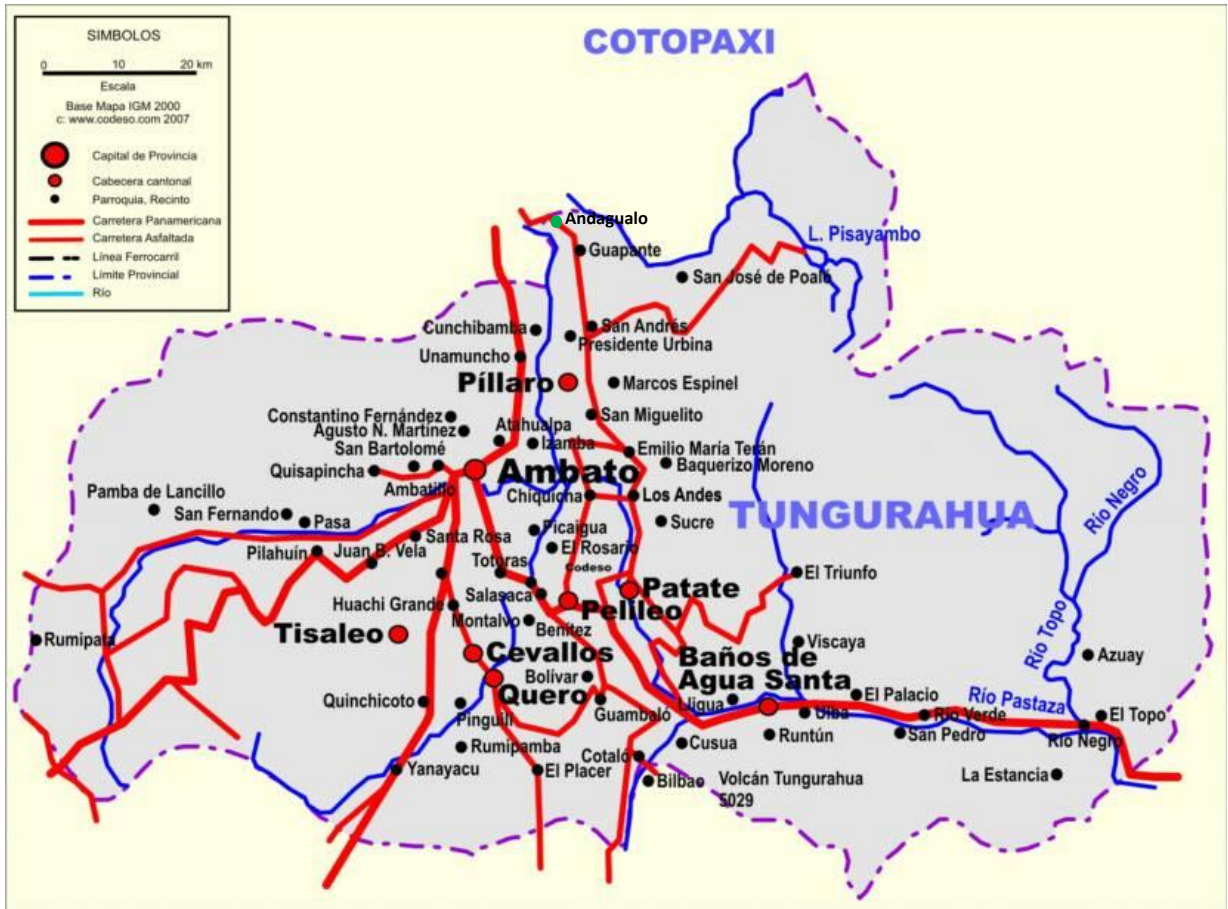 SIMBOLOS
0 10 20 km
Escala
Base Mapa IGM 2000
c: www.codeso.com 2007
Capital de Provincia
Cabecera cantonal
Parroquia, Recinto
Carretera Panamericana
Carretera Asfaltada
Línea Ferrocarril
Límite Provincial
Río
COTOPAXI
Andagualo
Guapante
L. Pisayambo
San José de Poaló
Cunchibamba
San Andrés
Presidente Urbina
Unamuncho
Píllaro
Marcos Espinel
Constantino Fernández
San Miguelito
Agusto N. Martínez
Atahualpa
Izamba
Emilio María Terán
San Bartolomé
Baquerizo Moreno
Quisapincha
Ambato
Ambatillo
Chiquicha
Los Andes
Río Negro
Pamba de Lancillo
San Fernando
Pasa
TUNGURAHUA
Sucre
Picaigua
Santa Rosa
El Rosario
Pilahuín
Juan B. Vela
Codeso
Totoras
El Triunfo
Patate
Salasaca
Pelileo
Huachi Grande
Montalvo
Benítez
Tisaleo
Rumipata
Viscaya
Río Topo
Azuay
Cevallos
Baños de
Agua Santa
Bolívar
Quero
Quinchicoto
Pinguilí
Guambaló
Lligua
Ulba
El Palacio
Río Pastaza
Río Verde
El Topo
Río Negro
San Pedro
Runtún
Cusua
Rumipamba
Cotaló
Yanayacu
El Placer
Bilbao
Volcán Tungurahua
5029
La Estancia